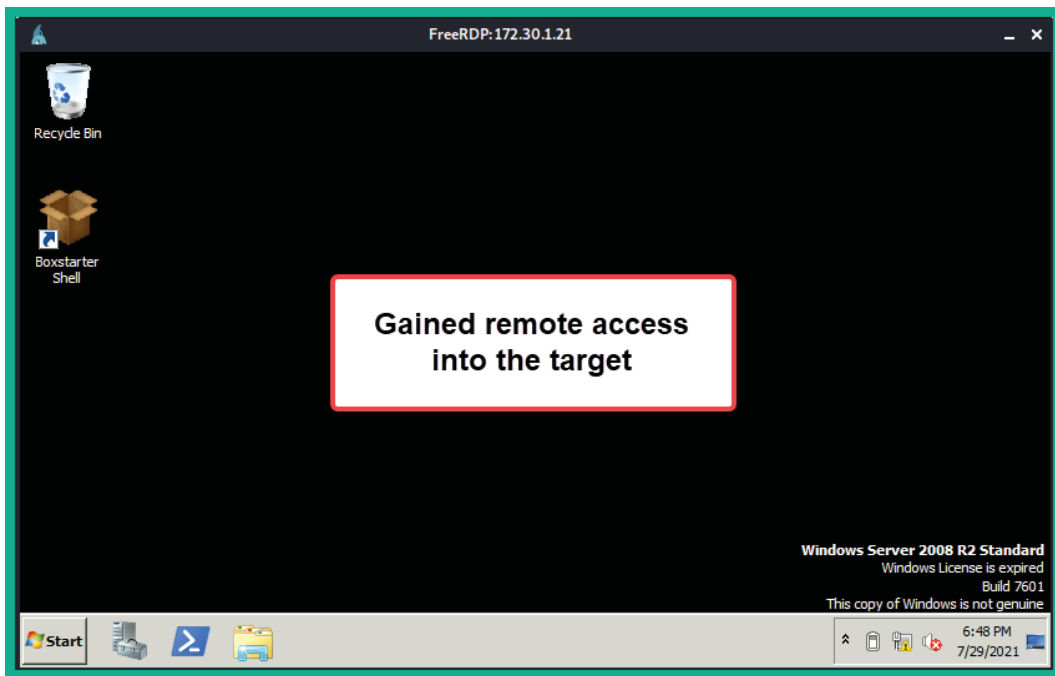 FreeRDP:172.30.1.21
Recycle Bin
Boxstarter
Shell
Gained remote access
into the target
Windows Server 2008 R2 Standard
Windows License is expired
Build 7601
This copy of Windows is not genuine
Start
6:48 PM
7/29/2021